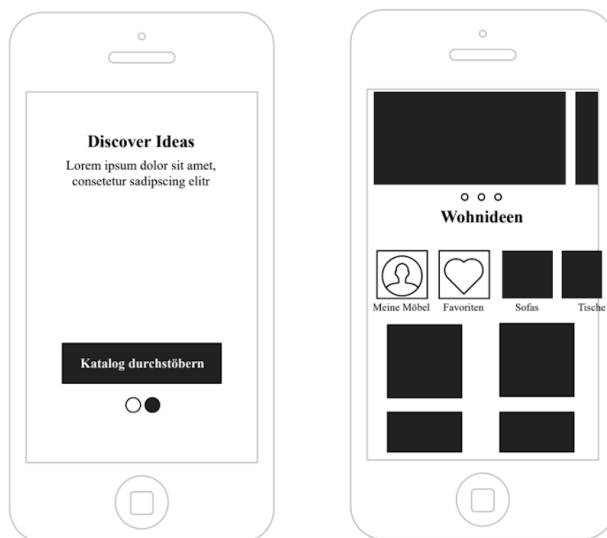 Discover Ideas
Lorem ipsum dolor sit amet,
consetetur sadipscing elitr
Katalog durchstöbern
Wohnideen
Meine Möbel Favoriten Sofas Tische